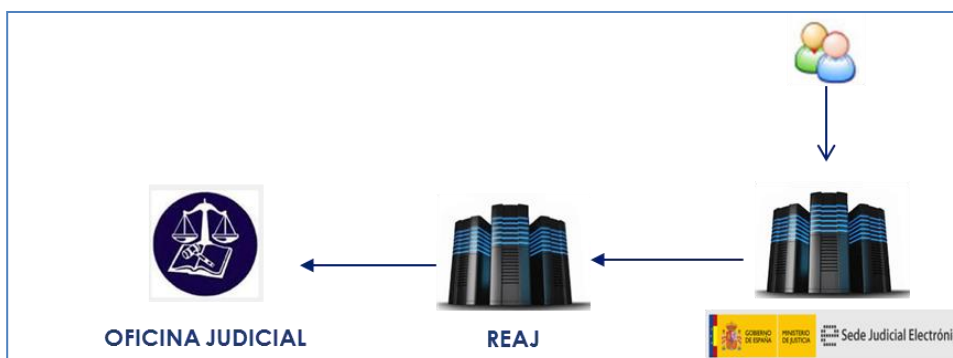 OFICINA JUDICIAL
REAJ
GOBIERNO
DE ESPAÑA
MINISTERIO
DE JUSTICIA
Sede Judicial Electróni